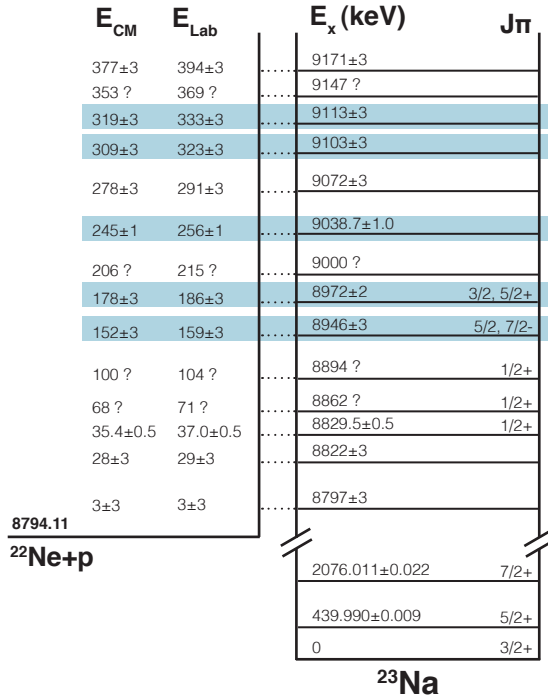 E_CM E_Lab E_x (keV) Jπ
377±3 394±3 9171±3
353 ? 369 ? 9147 ?
319±3 333±3 9113±3
309±3 323±3 9103±3
278±3 291±3 9072±3
245±1 256±1 9038.7±1.0
206 ? 215 ? 9000 ?
178±3 186±3 8972±2 3/2, 5/2+
152±3 159±3 8946±3 5/2, 7/2-
100 ? 104 ? 8894 ? 1/2+
68 ? 71 ? 8862 ? 1/2+
35.4±0.5 37.0±0.5 8829.5±0.5 1/2+
28±3 29±3 8822±3
3±3 3±3 8797±3
8794.11
²²Ne+p
2076.011±0.022 7/2+
439.990±0.009 5/2+
0 3/2+
²³Na